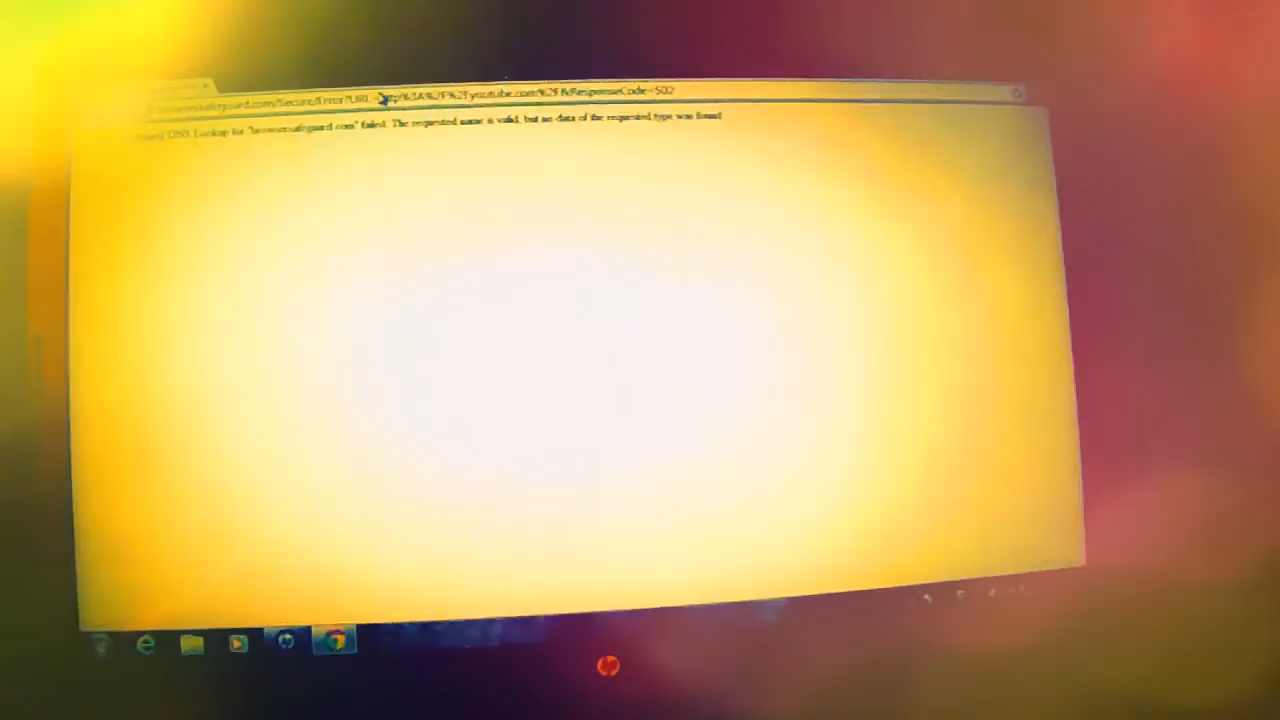 browsersafeguard.com/Secure/Error?URL=http%3A%2F%2Fyoutube.com%2F&ResponseCode=502
Lookup for "browsersafeguard.com" failed. The requested name is valid, but no data of the requested type was found
hp